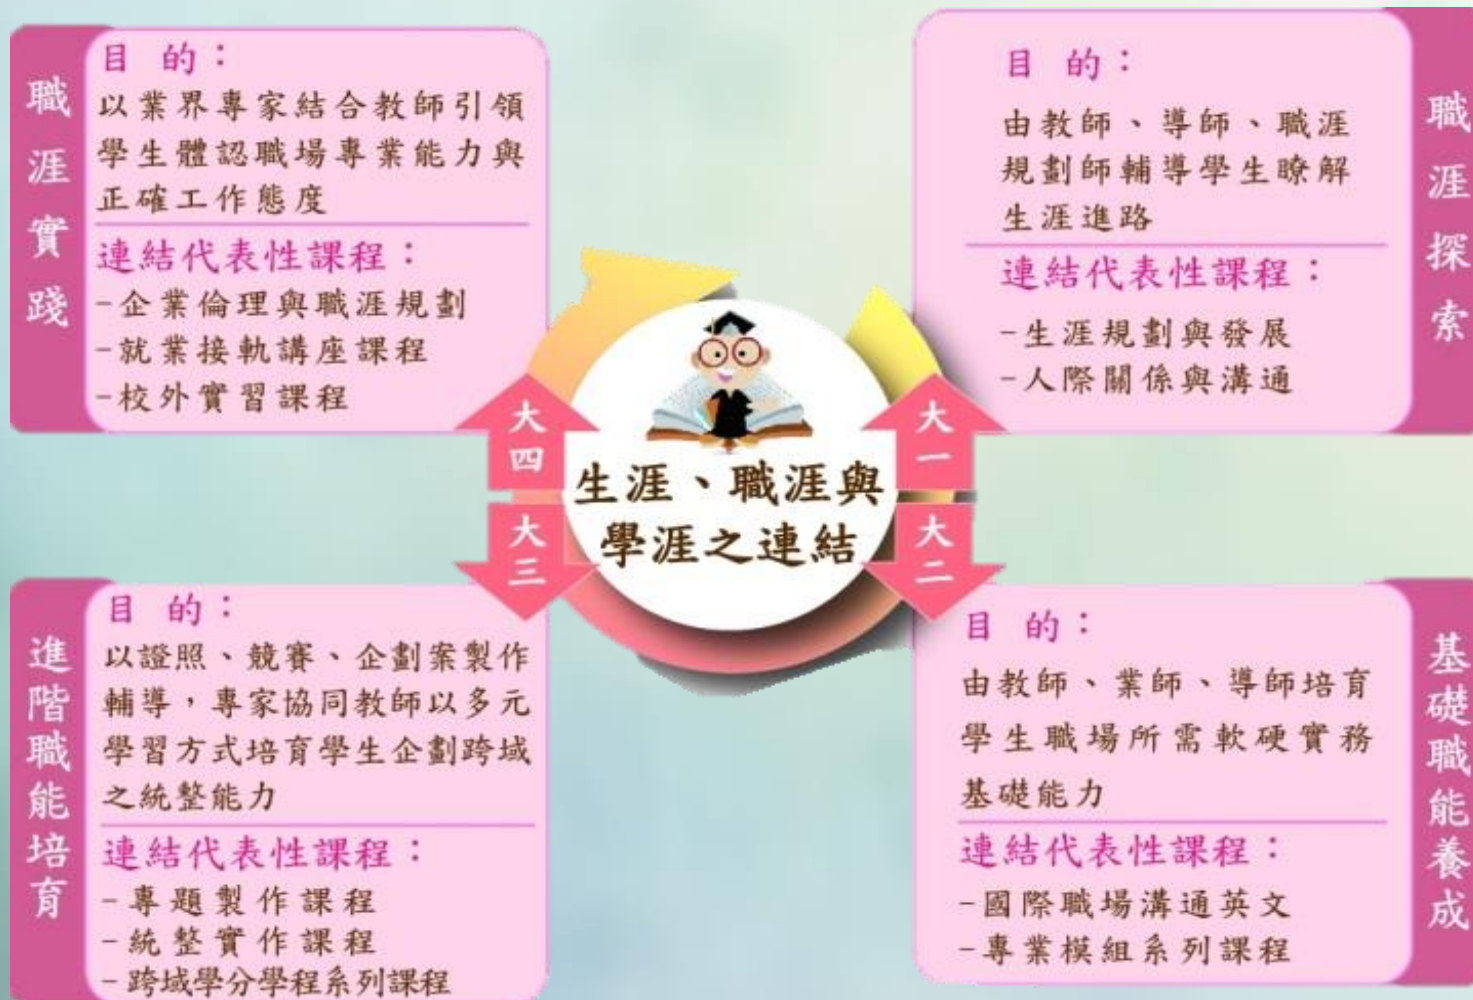 職涯實踐
目 的：
以業界專家結合教師引領
學生體認職場專業能力與
正確工作態度
連結代表性課程：
-企業倫理與職涯規劃
-就業接軌講座課程
-校外實習課程
職涯探索
目 的：
由教師、導師、職涯
規劃師輔導學生瞭解
生涯進路
連結代表性課程：
-生涯規劃與發展
-人際關係與溝通
大四
大一
生涯、職涯與
學涯之連結
大三
大二
進階職能培育
目 的：
以證照、競賽、企劃案製作
輔導，專家協同教師以多元
學習方式培育學生企劃跨域
之統整能力
連結代表性課程：
-專題製作課程
-統整實作課程
-跨域學分學程系列課程
基礎職能養成
目 的：
由教師、業師、導師培育
學生職場所需軟硬實務
基礎能力
連結代表性課程：
-國際職場溝通英文
-專業模組系列課程